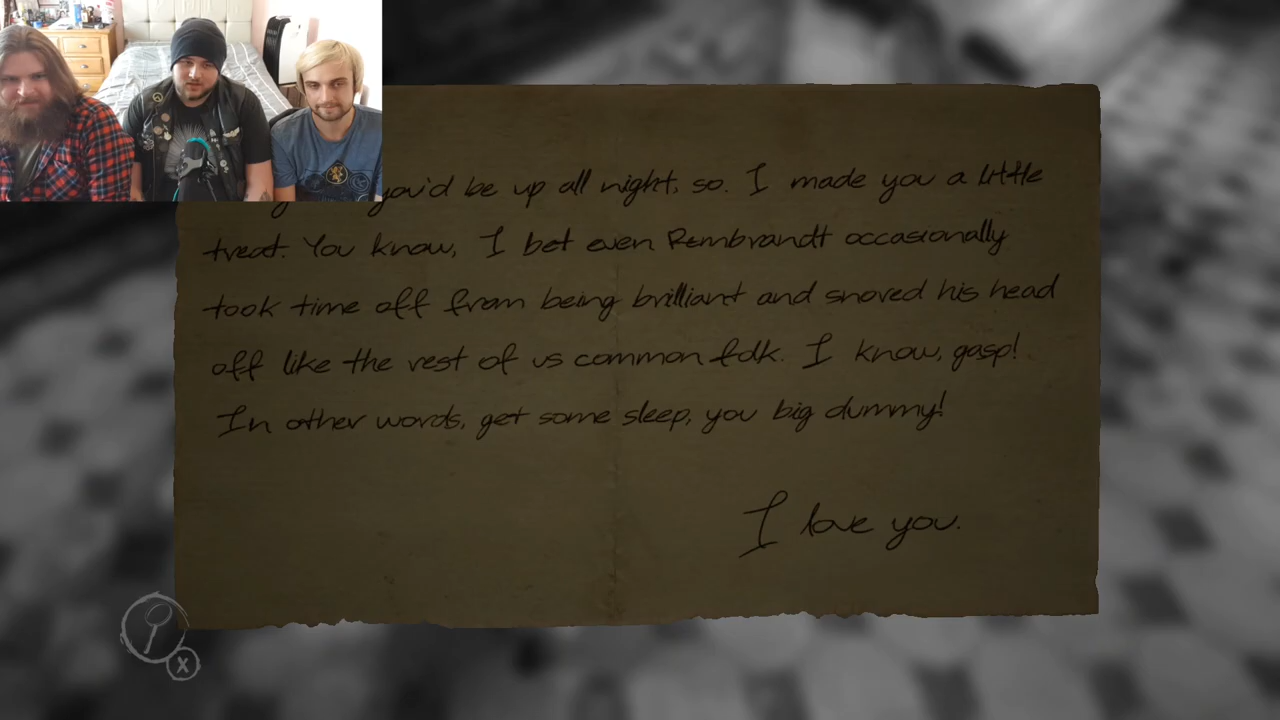 you'd be up all night, so. I made you a little
treat. You know, I bet even Rembrandt occasionally
took time off from being brilliant and snored his head
off like the rest of us common folk. I know, gasp!
In other words, get some sleep, you big dummy!
I love you.
X